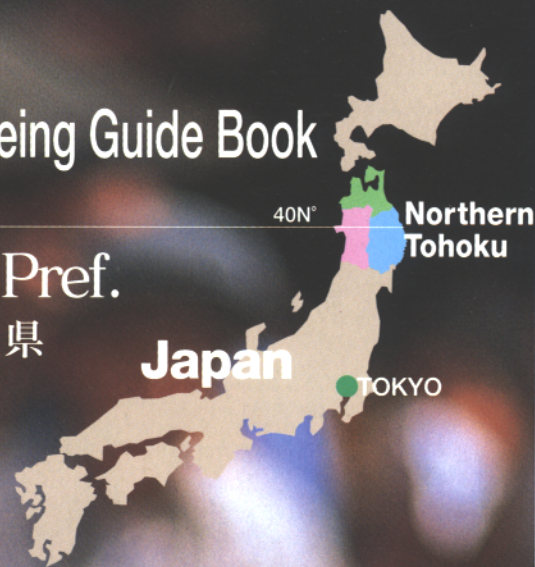 eing Guide Book
40N°
Northern
Tohoku
Pref.
県
Japan
TOKYO